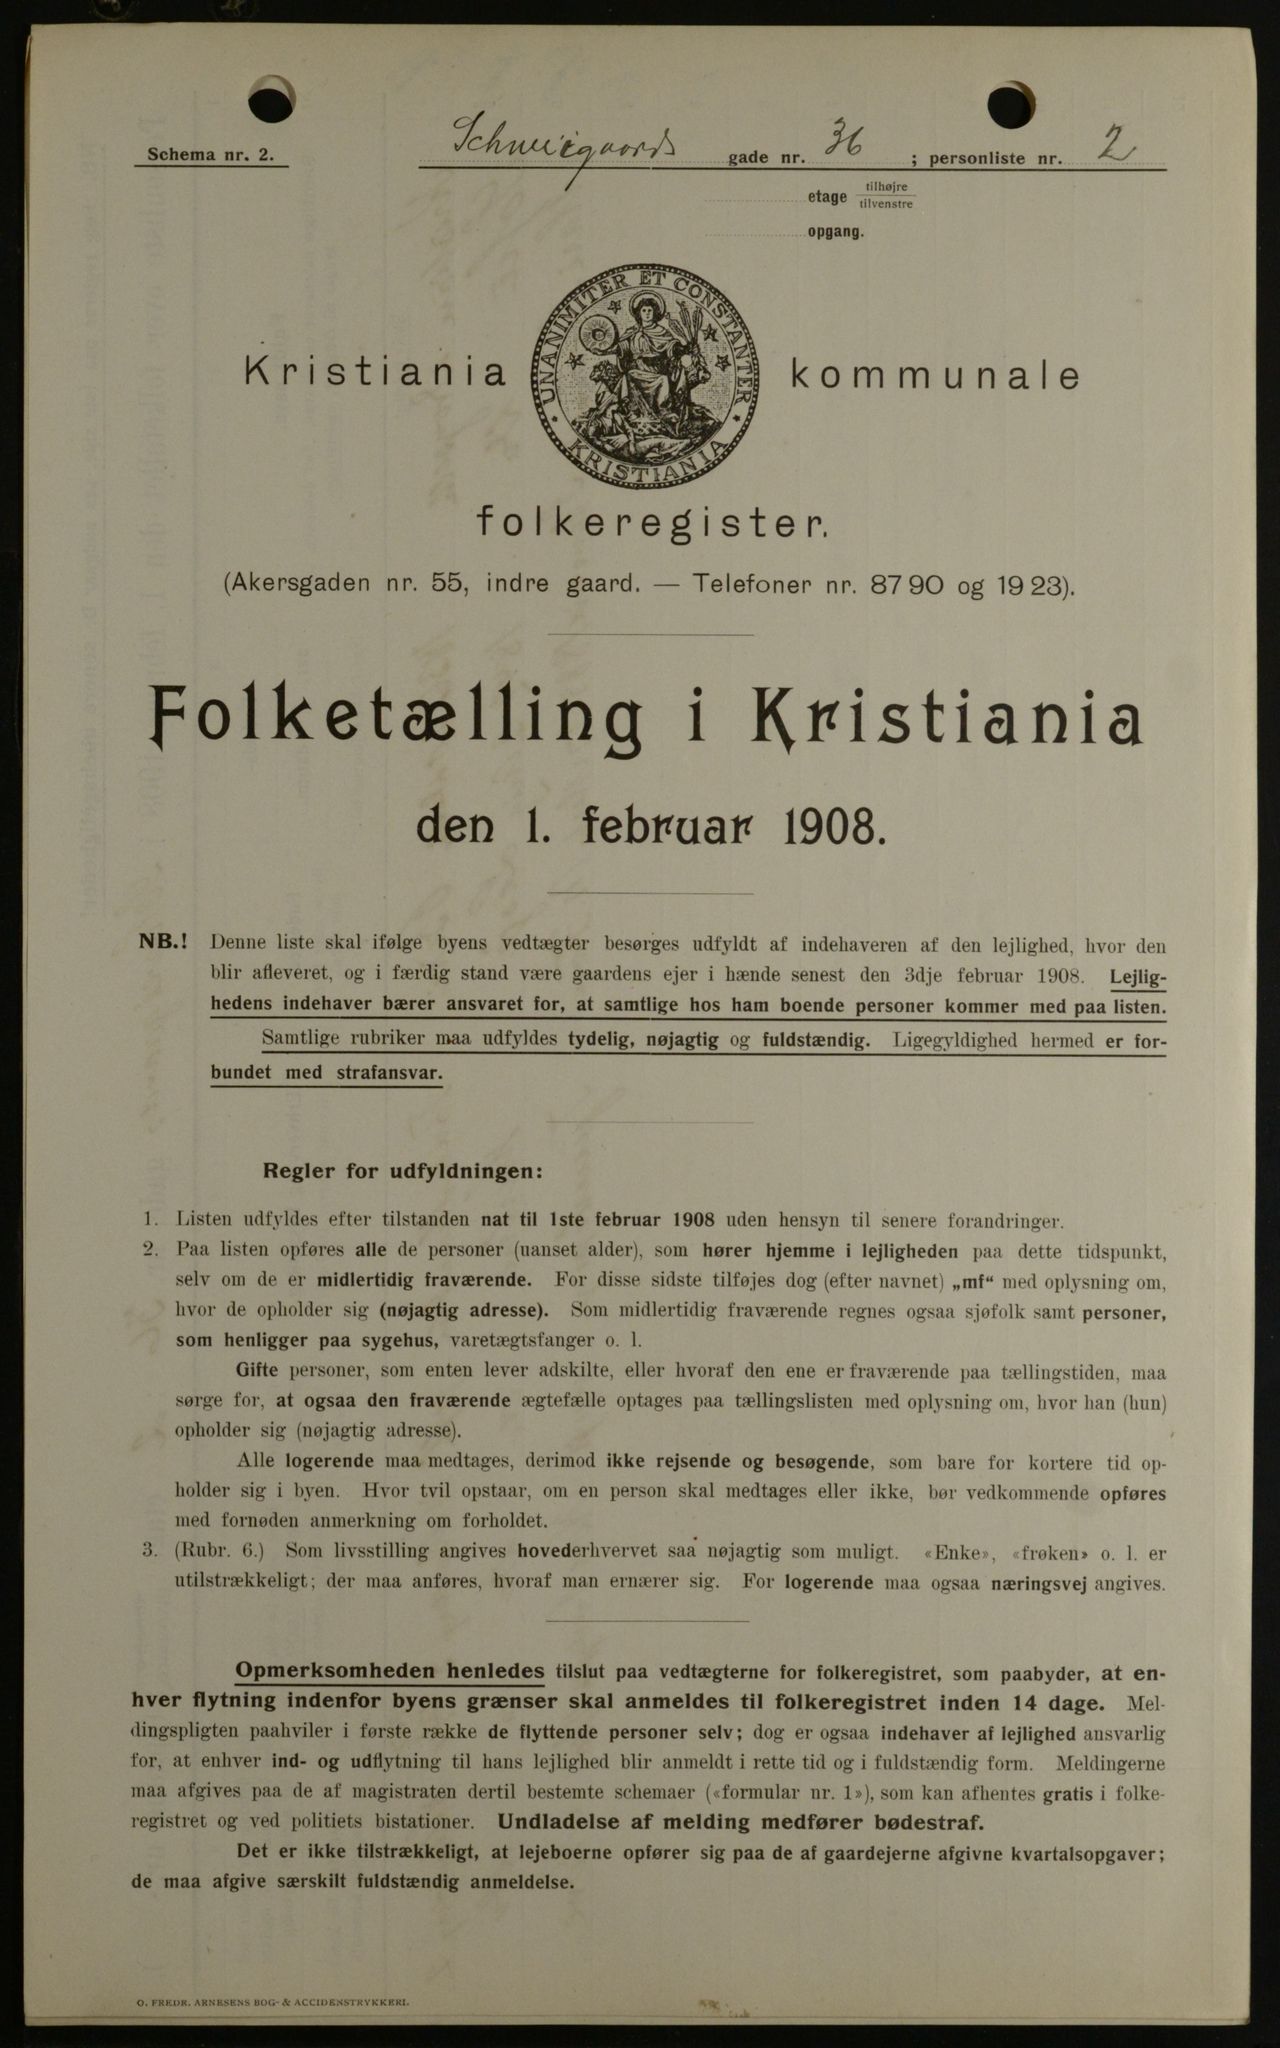 Schema nr. 2.
Schweigaards gade nr. 36 ; personliste nr. 2
etage tilhøjre
tilvenstre
opgang.
UNANIMITER ET CONSTANTER
KRISTIANIA
Kristiania kommunale
folkeregister.
(Akersgaden nr. 55, indre gaard. — Telefoner nr. 8790 og 1923).
Folketælling i Kristiania
den 1. februar 1908.
NB.! Denne liste skal ifølge byens vedtægter besørges udfyldt af indehaveren af den lejlighed, hvor den
blir afleveret, og i færdig stand være gaardens ejer i hænde senest den 3dje februar 1908. Lejlig-
hedens indehaver bærer ansvaret for, at samtlige hos ham boende personer kommer med paa listen.
Samtlige rubriker maa udfyldes tydelig, nøjagtig og fuldstændig. Ligegyldighed hermed er for-
bundet med strafansvar.
Regler for udfyldningen:
1. Listen udfyldes efter tilstanden nat til 1ste februar 1908 uden hensyn til senere forandringer.
2. Paa listen opføres alle de personer (uanset alder), som hører hjemme i lejligheden paa dette tidspunkt,
selv om de er midlertidig fraværende. For disse sidste tilføjes dog (efter navnet) „mf“ med oplysning om,
hvor de opholder sig (nøjagtig adresse). Som midlertidig fraværende regnes ogsaa sjøfolk samt personer,
som henligger paa sygehus, varetægtsfanger o. l.
Gifte personer, som enten lever adskilte, eller hvoraf den ene er fraværende paa tællingstiden, maa
sørge for, at ogsaa den fraværende ægtefælle optages paa tællingslisten med oplysning om, hvor han (hun)
opholder sig (nøjagtig adresse).
Alle logerende maa medtages, derimod ikke rejsende og besøgende, som bare for kortere tid op-
holder sig i byen. Hvor tvil opstaar, om en person skal medtages eller ikke, bør vedkommende opføres
med fornøden anmerkning om forholdet.
3. (Rubr. 6.) Som livsstilling angives hovederhvervet saa nøjagtig som muligt. «Enke», «frøken» o. l. er
utilstrækkeligt; der maa anføres, hvoraf man ernærer sig. For logerende maa ogsaa næringsvej angives.
Opmerksomheden henledes tilslut paa vedtægterne for folkeregistret, som paabyder, at en-
hver flytning indenfor byens grænser skal anmeldes til folkeregistret inden 14 dage. Mel-
dingspligten paahviler i første række de flyttende personer selv; dog er ogsaa indehaver af lejlighed ansvarlig
for, at enhver ind- og udflytning til hans lejlighed blir anmeldt i rette tid og i fuldstændig form. Meldingerne
maa afgives paa de af magistraten dertil bestemte schemaer («formular nr. 1»), som kan afhentes gratis i folke-
registret og ved politiets bistationer. Undladelse af melding medfører bødestraf.
Det er ikke tilstrækkeligt, at lejeboerne opfører sig paa de af gaardejerne afgivne kvartalsopgaver;
de maa afgive særskilt fuldstændig anmeldelse.
O. FREDR. ARNESENS BOG- & ACCIDENSTRYKKERI.